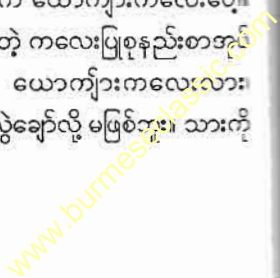 ယောကျ်ားကလေးပေ့။
တဲ့ ကလေးပြုစုနည်းစာအုပ်
ယောကျ်ားကလေးလား၊
လွှဲချော်လို့ မဖြစ်ဘူး။ သားကို
www.burmeseclassic.com